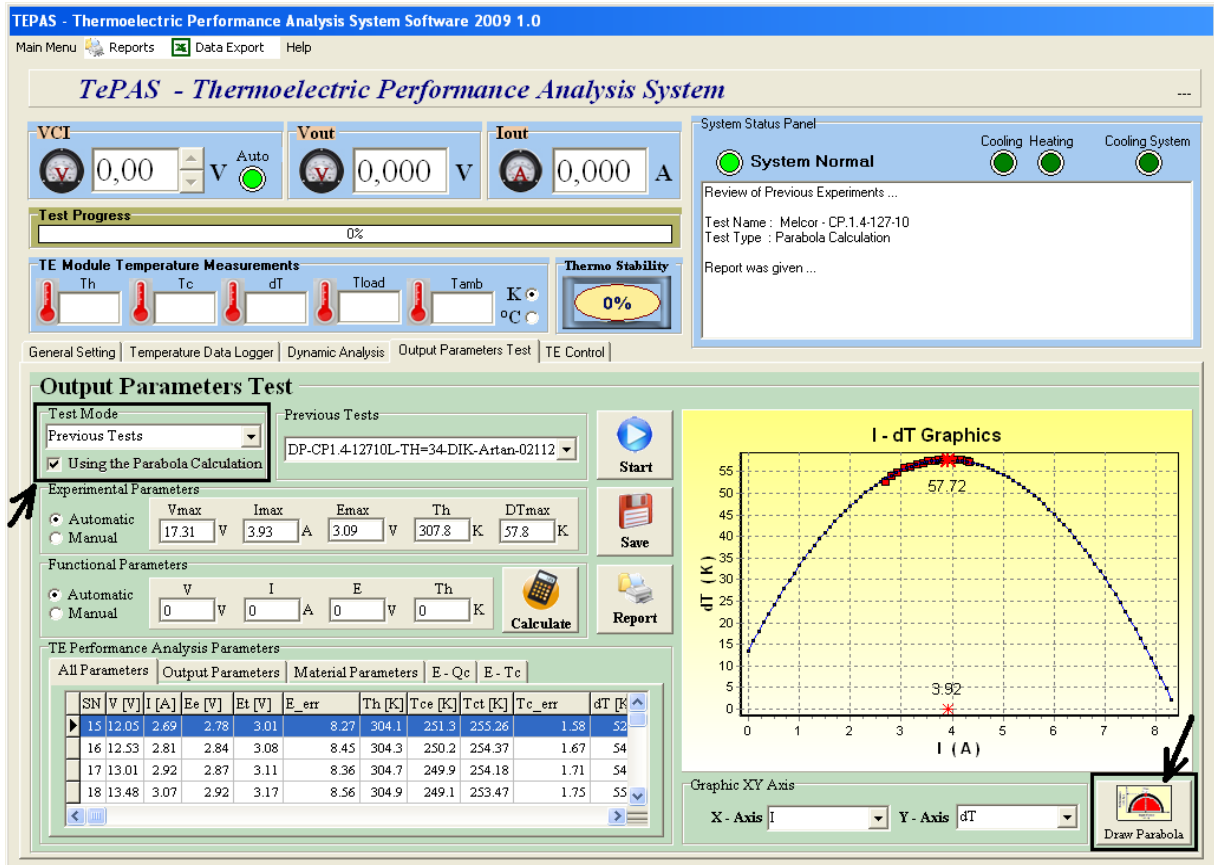 TEPAS - Thermoelectric Performance Analysis System Software 2009 1.0
Main Menu Reports Data Export Help
TePAS - Thermoelectric Performance Analysis System
---
VCI
0,00 V
Auto
Vout
V
0,000 V
Iout
A
0,000 A
System Status Panel
System Normal
Cooling Heating Cooling System
Review of Previous Experiments ...
Test Name : Melcor - CP.1.4-127-10
Test Type : Parabola Calculation
Report was given ...
Test Progress
0%
TE Module Temperature Measurements
Th Tc dT Tload Tamb
K
ºC
Thermo Stability
0%
General Setting Temperature Data Logger Dynamic Analysis Output Parameters Test TE Control
Output Parameters Test
Test Mode
Previous Tests
Using the Parabola Calculation
Previous Tests
DP-CP1.4-12710L-TH=34-DIK-Artan-02112
Start
Experimental Parameters
Automatic
Manual
Vmax Imax Emax Th DTmax
17.31 V 3.93 A 3.09 V 307.8 K 57.8 K
Save
Functional Parameters
Automatic
Manual
V I E Th
0 V 0 A 0 V 0 K
Calculate
Report
TE Performance Analysis Parameters
All Parameters Output Parameters Material Parameters E - Qc E - Tc
SN V [V] I [A] Ee [V] Et [V] E_err Th [K] Tce [K] Tct [K] Tc_err dT [K
15 12.05 2.69 2.78 3.01 8.27 304.1 251.3 255.26 1.58 52
16 12.53 2.81 2.84 3.08 8.45 304.3 250.2 254.37 1.67 54
17 13.01 2.92 2.87 3.11 8.36 304.7 249.9 254.18 1.71 54
18 13.48 3.07 2.92 3.17 8.56 304.9 249.1 253.47 1.75 55
I - dT Graphics
dT (K)
55
50
45
40
35
30
25
20
15
10
5
0
57.72
3.92
0 1 2 3 4 5 6 7 8
I (A)
Graphic XY Axis
X - Axis I Y - Axis dT
Draw Parabola